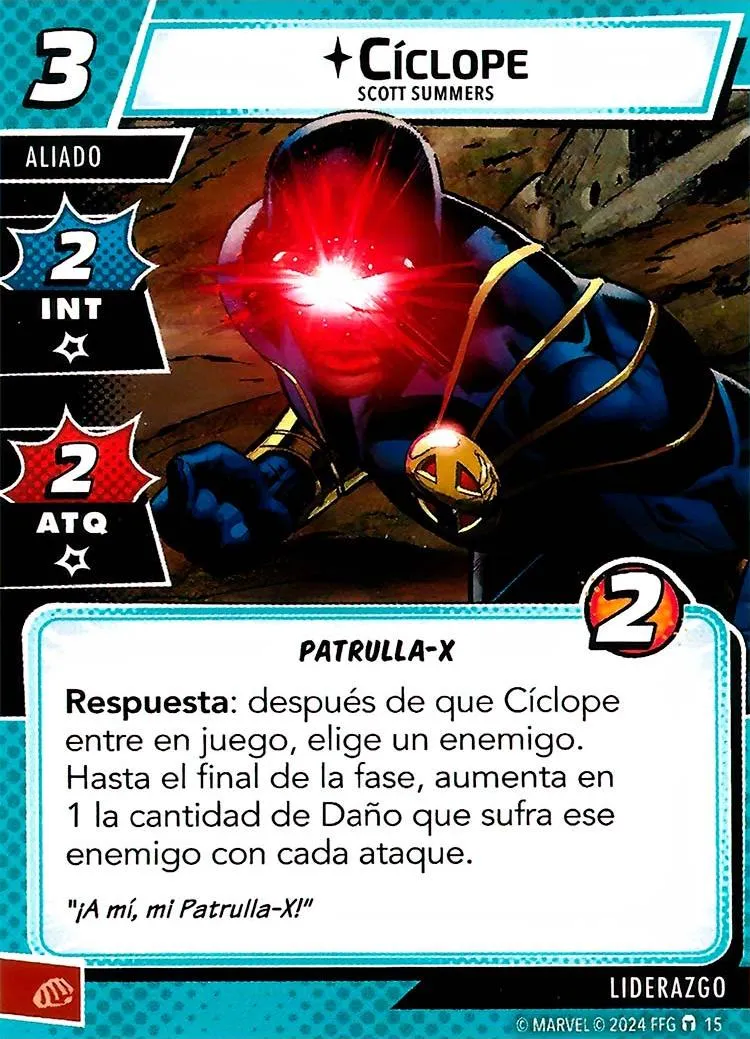 3
CÍCLOPE
SCOTT SUMMERS
ALIADO
2
INT
2
ATQ
2
PATRULLA-X
Respuesta: después de que Cíclope
entre en juego, elige un enemigo.
Hasta el final de la fase, aumenta en
1 la cantidad de Daño que sufra ese
enemigo con cada ataque.
"¡A mí, mi Patrulla-X!"
LIDERAZGO
© MARVEL © 2024 FFG 15